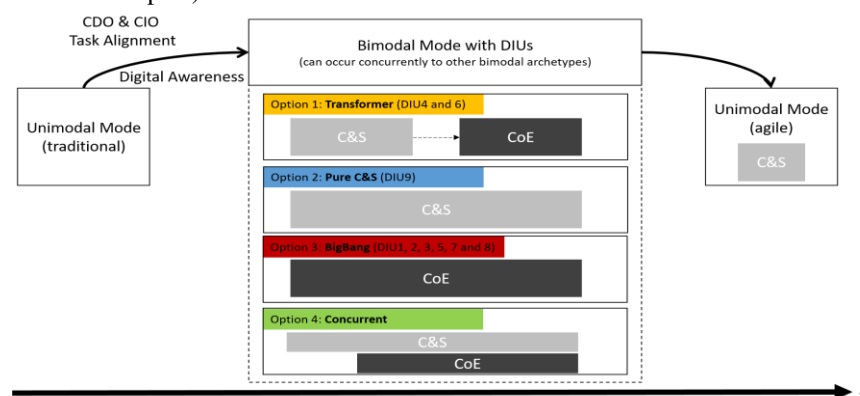 CDO & CIO
Task Alignment
Digital Awareness
Bimodal Mode with DIUs
(can occur concurrently to other bimodal archetypes)
Unimodal Mode
(traditional)
Option 1: Transformer (DIU4 and 6)
C&S
CoE
Option 2: Pure C&S (DIU9)
C&S
Option 3: BigBang (DIU1, 2, 3, 5, 7 and 8)
CoE
Option 4: Concurrent
C&S
CoE
Unimodal Mode
(agile)
C&S